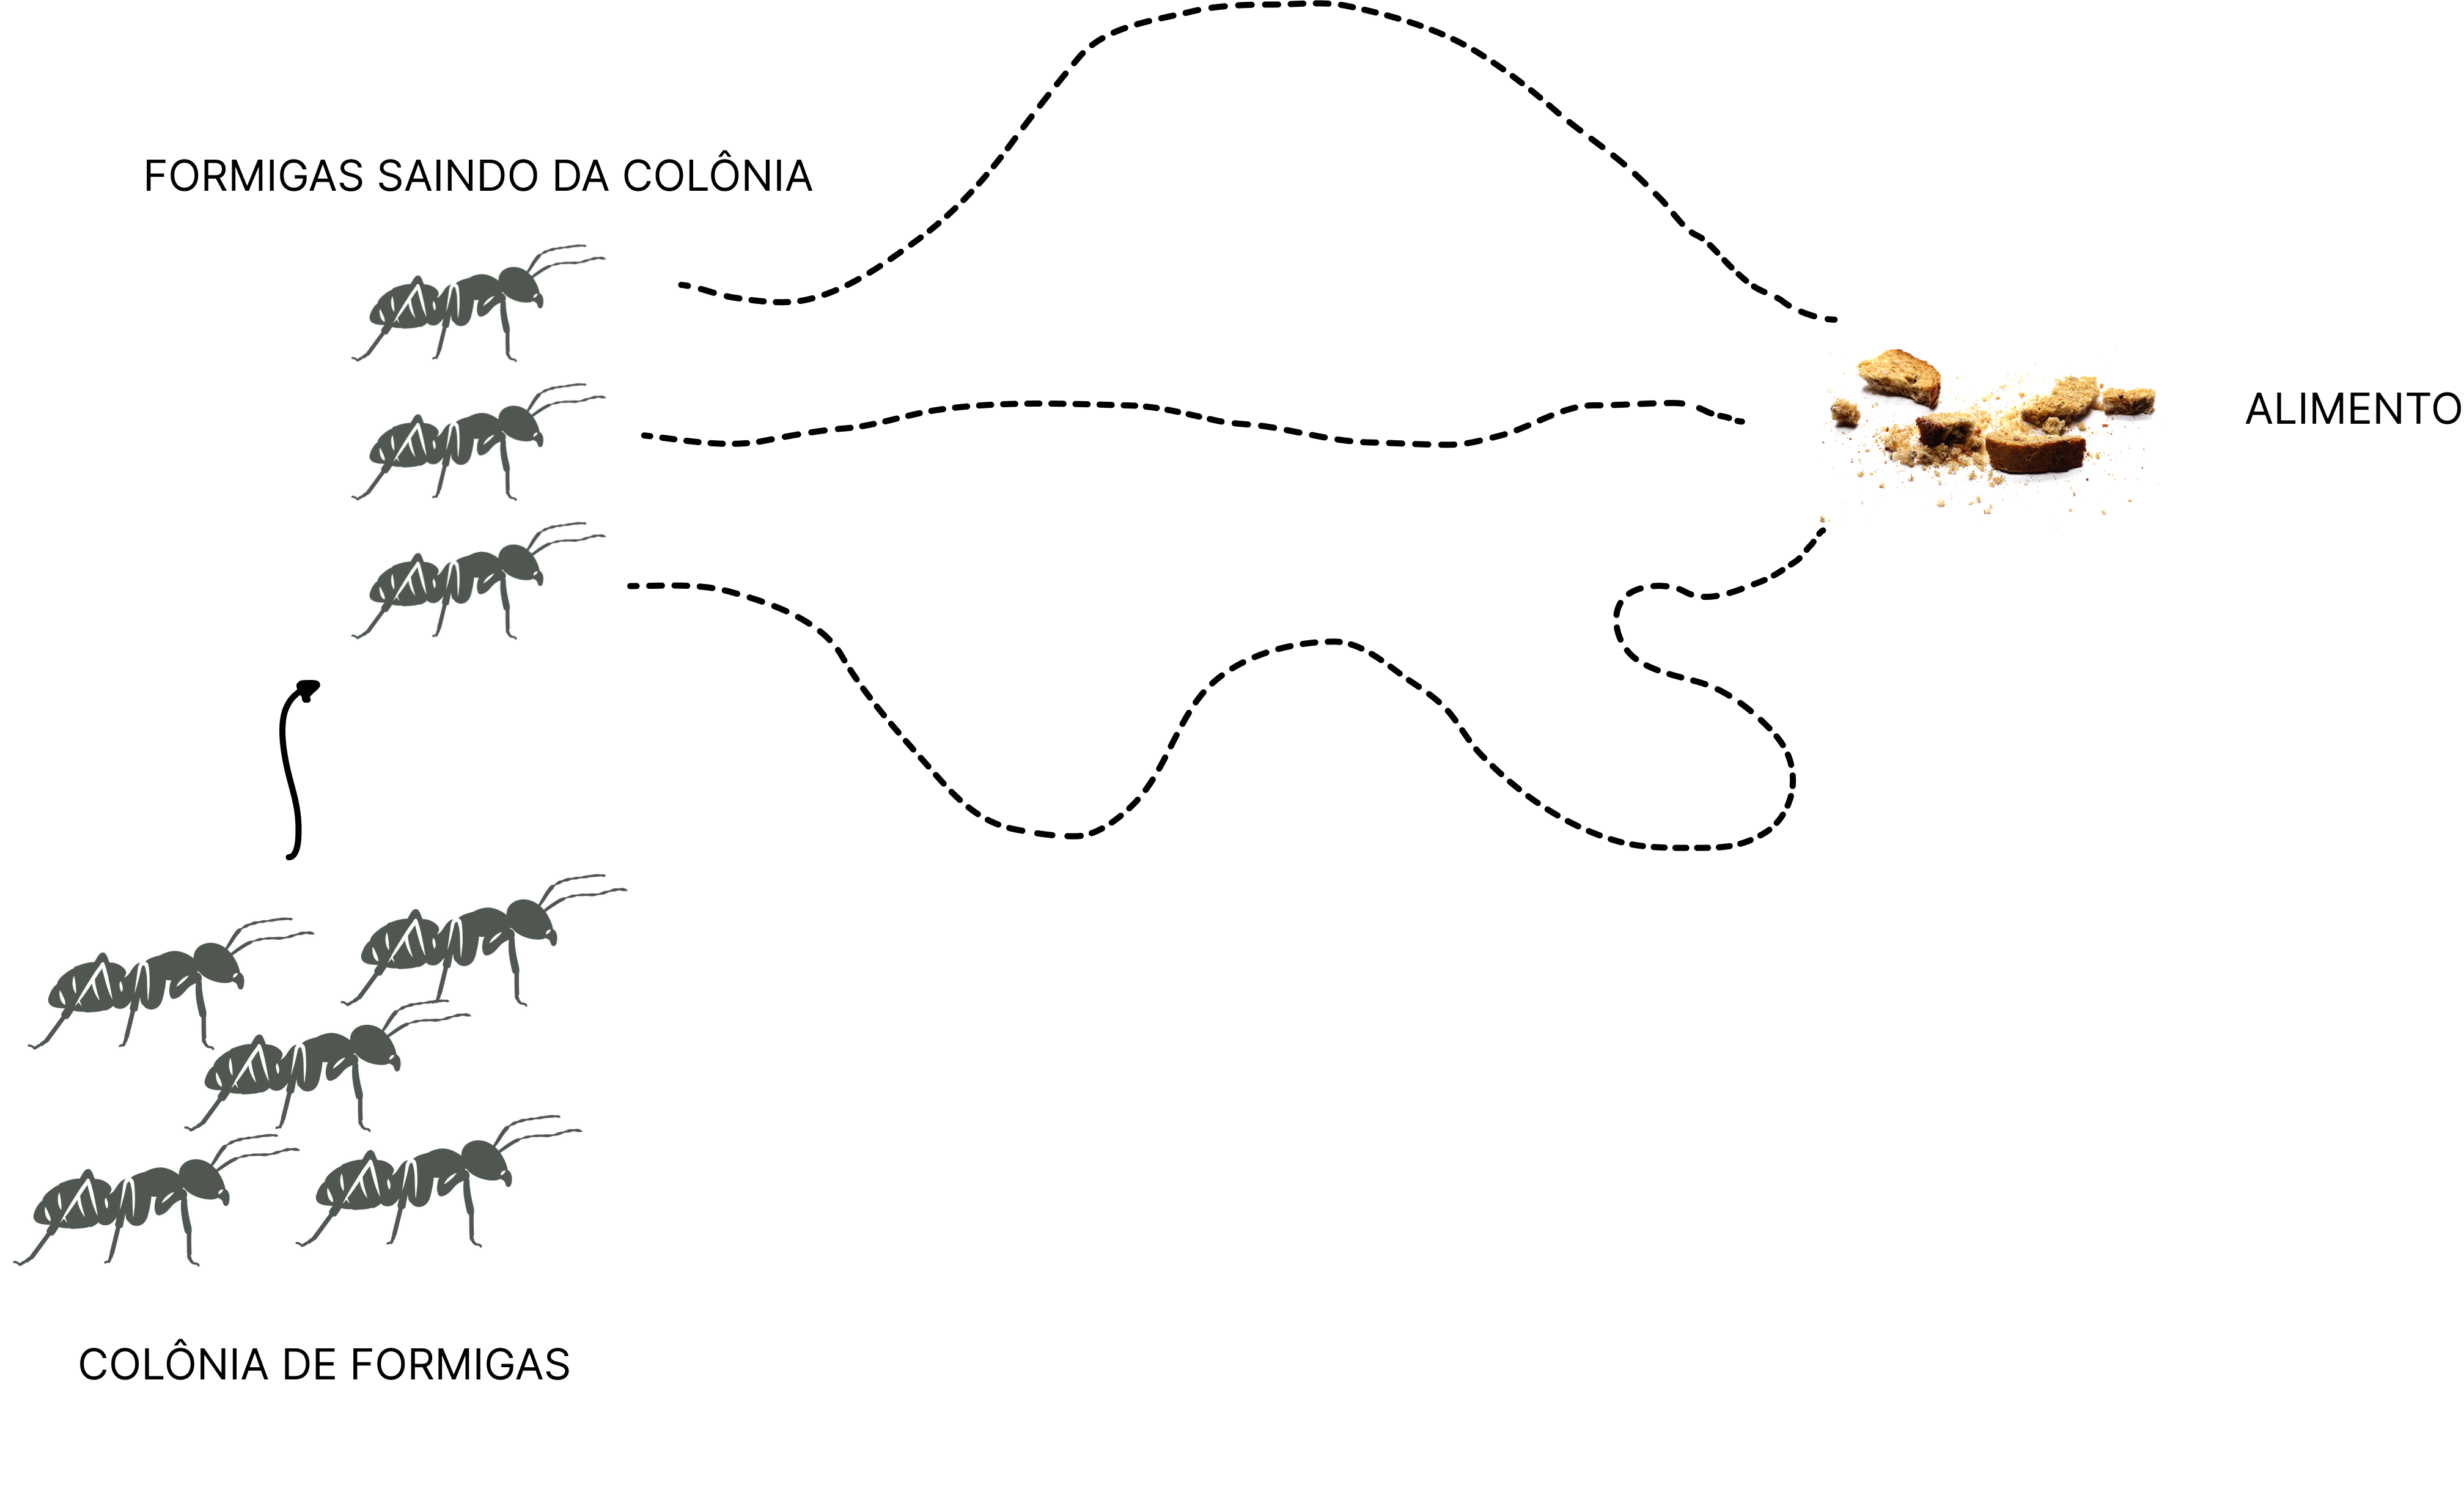 FORMIGAS SAINDO DA COLÔNIA
ALIMENTO
COLÔNIA DE FORMIGAS